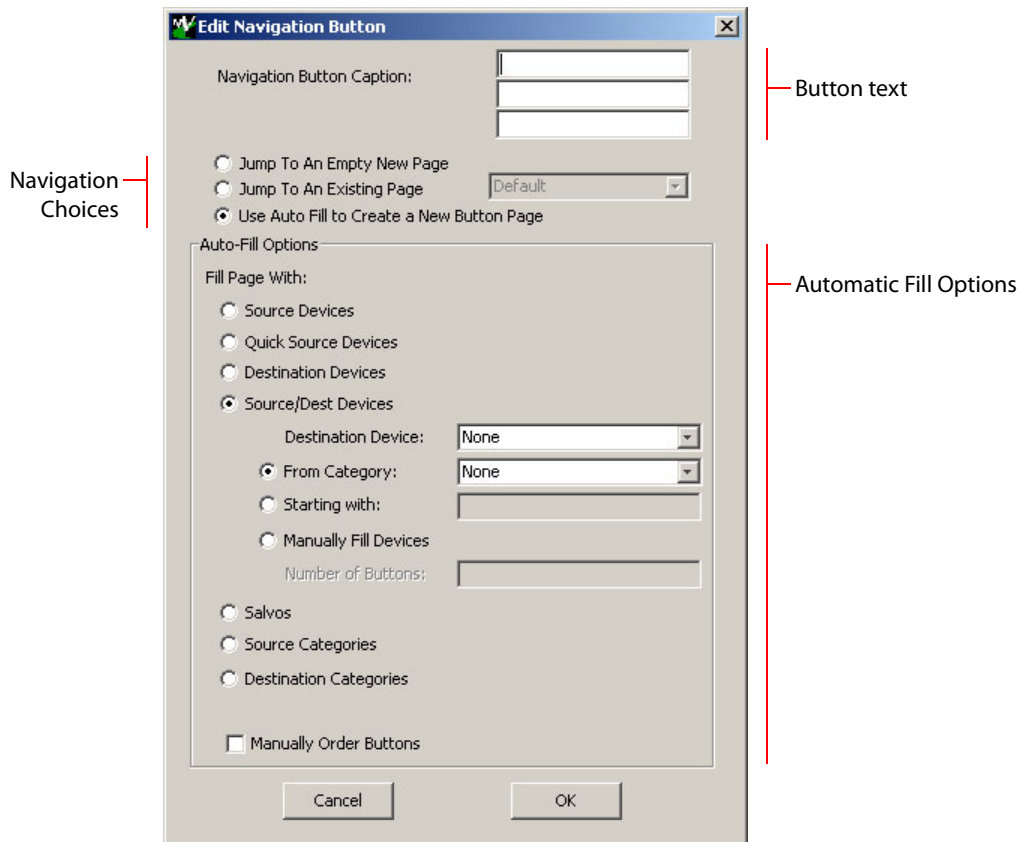 Edit Navigation Button
Navigation Button Caption:
Button text
Navigation
Choices
Jump To An Empty New Page
Jump To An Existing Page
Default
Use Auto Fill to Create a New Button Page
Auto-Fill Options
Automatic Fill Options
Fill Page With:
Source Devices
Quick Source Devices
Destination Devices
Source/Dest Devices
Destination Device:
None
From Category:
None
Starting with:
Manually Fill Devices
Number of Buttons:
Salvos
Source Categories
Destination Categories
Manually Order Buttons
Cancel
OK